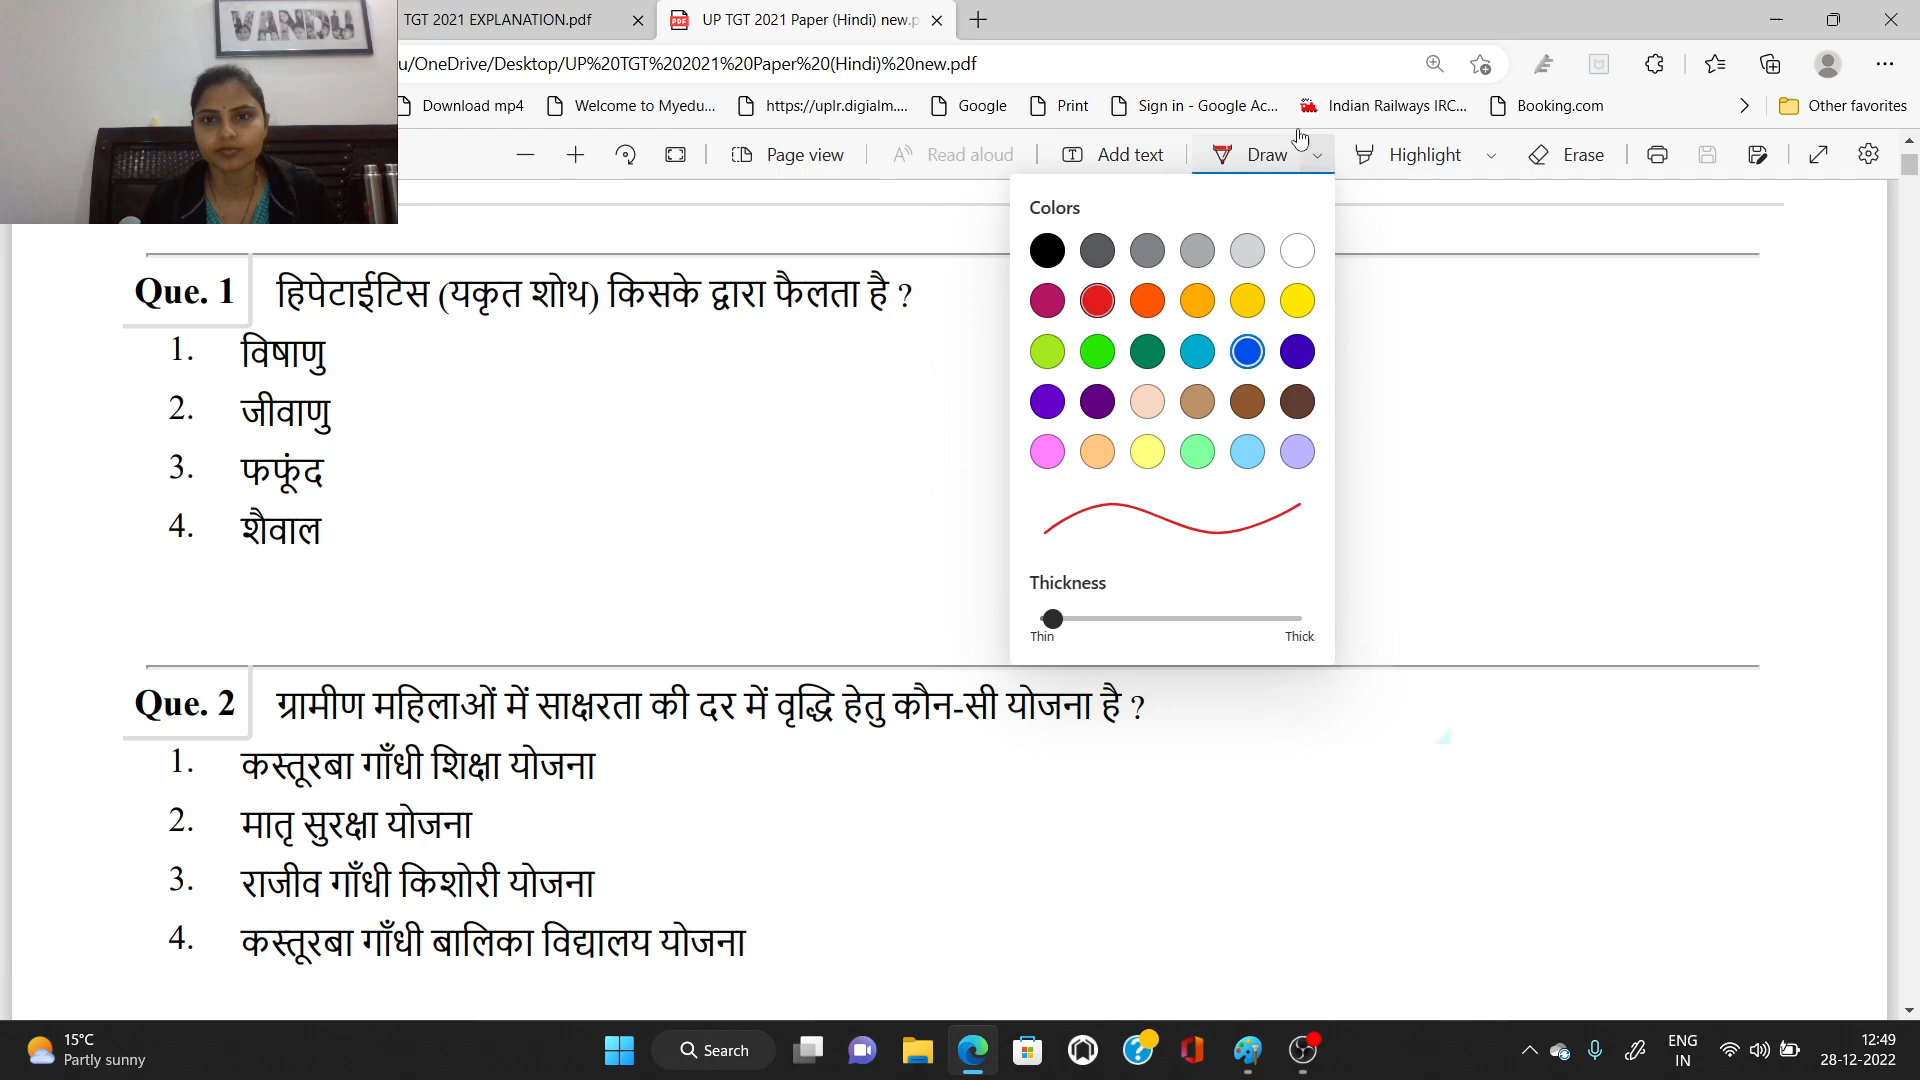 VANDU
TGT 2021 EXPLANATION.pdf
UP TGT 2021 Paper (Hindi) new.p
u/OneDrive/Desktop/UP%20TGT%202021%20Paper%20(Hindi)%20new.pdf
Download mp4 Welcome to Myedu... https://uplr.digialm.... Google Print Sign in - Google Ac... Indian Railways IRC... Booking.com Other favorites
Page view Read aloud Add text Draw Highlight Erase
Colors
Thickness
Thin Thick
Que. 1 हिपेटाईटिस (यकृत शोथ) किसके द्वारा फैलता है ?
1. विषाणु
2. जीवाणु
3. फफूंद
4. शैवाल
Que. 2 ग्रामीण महिलाओं में साक्षरता की दर में वृद्धि हेतु कौन-सी योजना है ?
1. कस्तूरबा गाँधी शिक्षा योजना
2. मातृ सुरक्षा योजना
3. राजीव गाँधी किशोरी योजना
4. कस्तूरबा गाँधी बालिका विद्यालय योजना
15°C
Partly sunny
Search
ENG
IN
12:49
28-12-2022